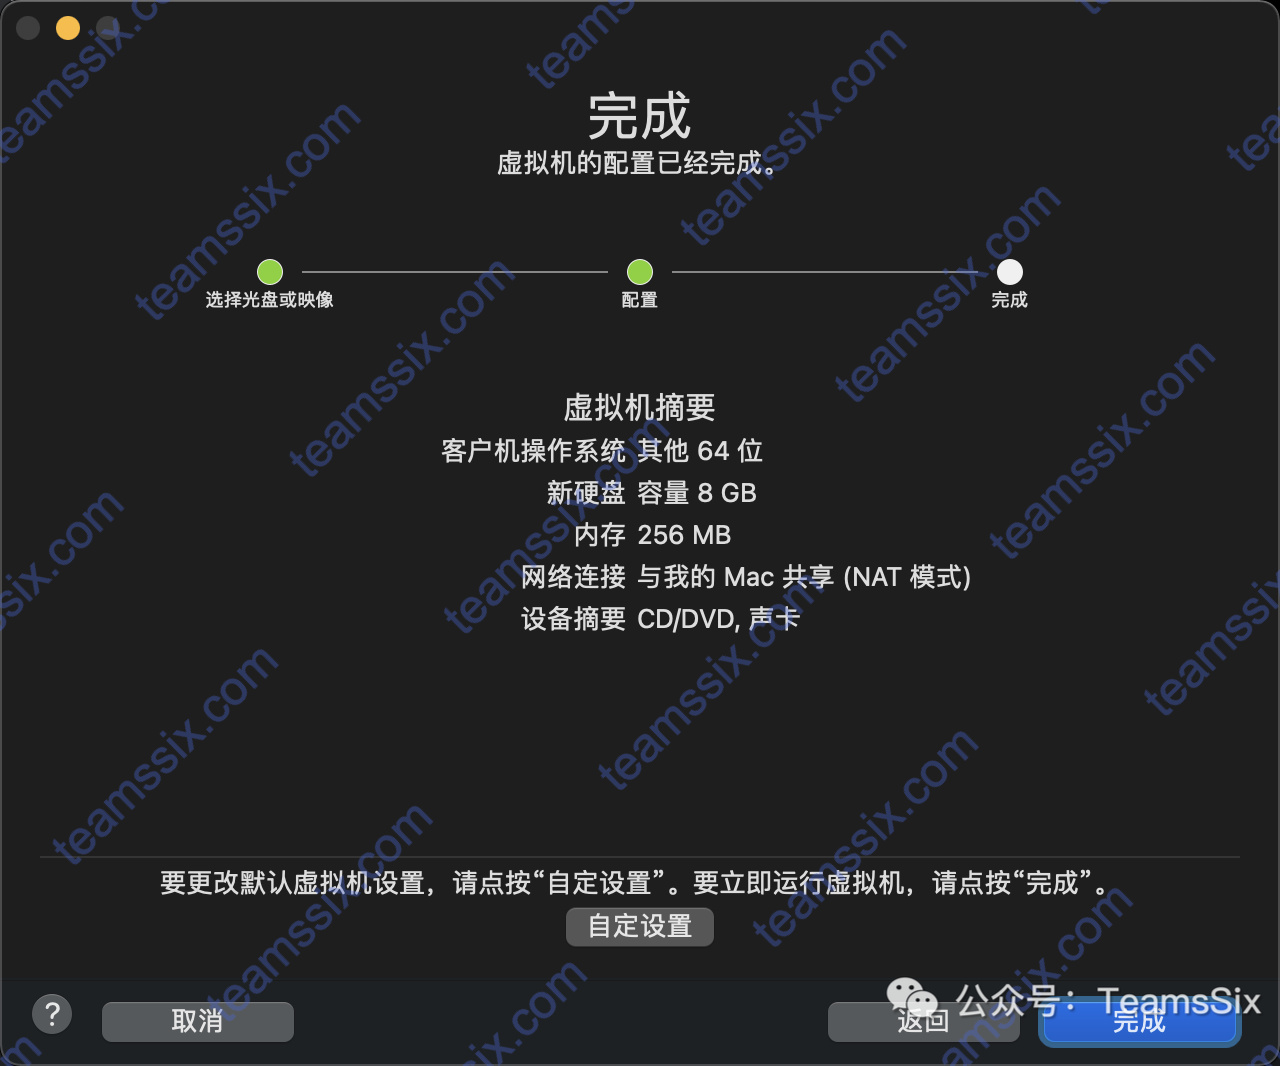 完成
虚拟机的配置已经完成。
选择光盘或映像 配置 完成
虚拟机摘要
客户机操作系统 其他 64 位
新硬盘 容量 8 GB
内存 256 MB
网络连接 与我的 Mac 共享 (NAT 模式)
设备摘要 CD/DVD, 声卡
要更改默认虚拟机设置，请点按“自定设置”。要立即运行虚拟机，请点按“完成”。
自定设置
? 取消 返回 完成
公众号：TeamsSix
teamssix.com